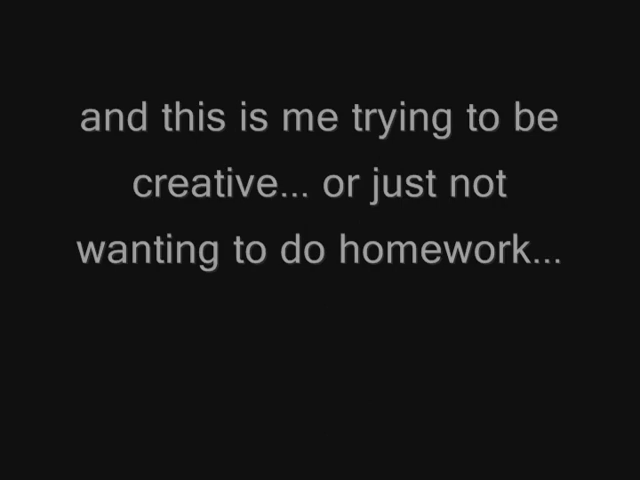 and this is me trying to be
creative... or just not
wanting to do homework...